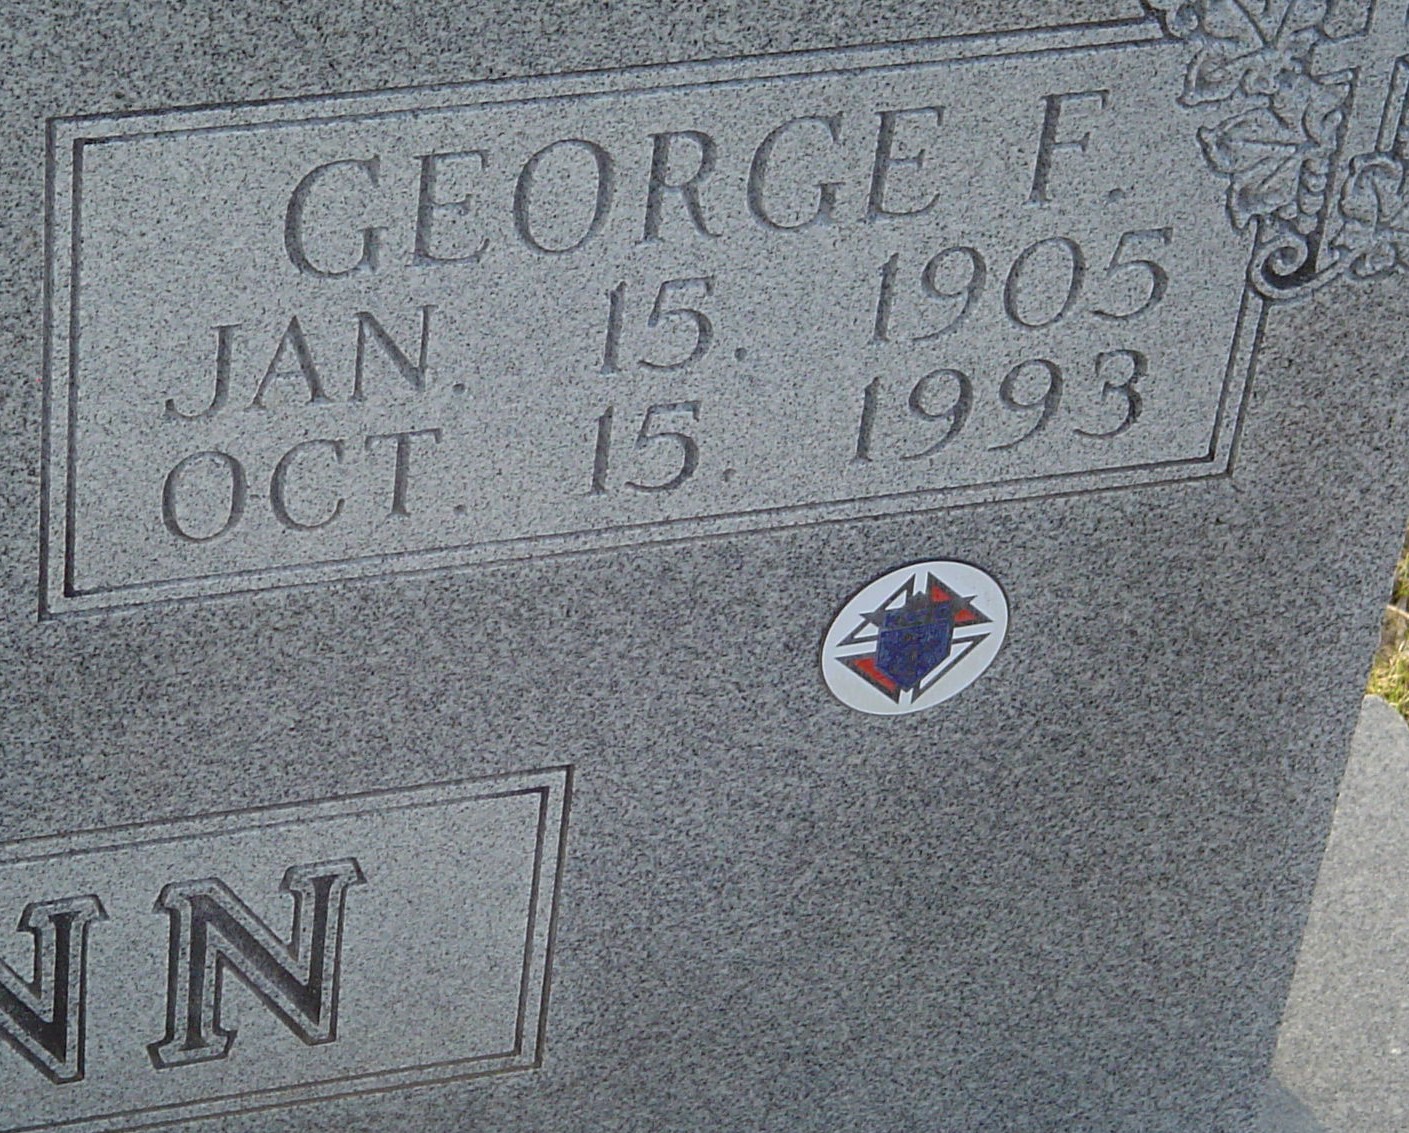 GEORGE F.
JAN. 15. 1905
OCT. 15. 1993
NN